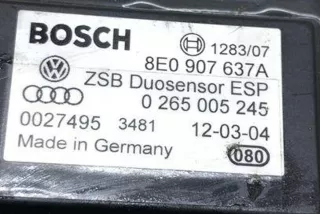 BOSCH 1283/07
8E0 907 637A
ZSB Duosensor ESP
0 265 005 245
0027495 3481 12-03-04
Made in Germany 080